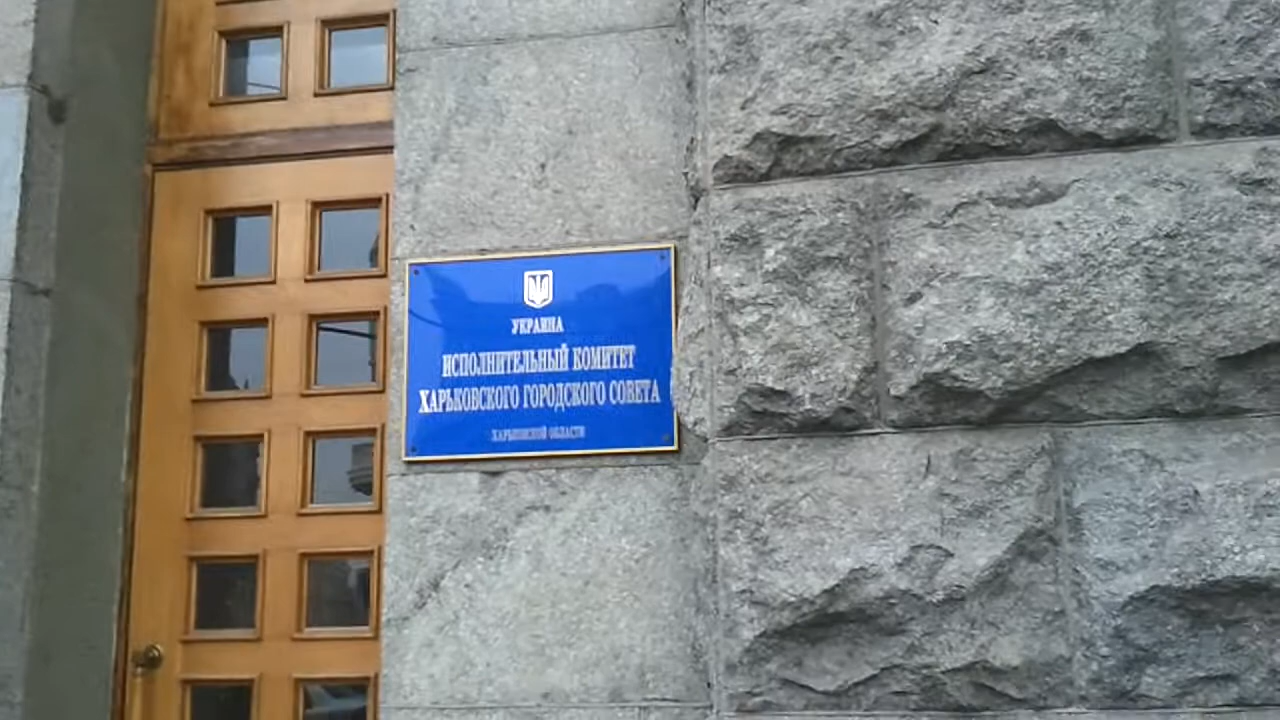 УКРАИНА
ИСПОЛНИТЕЛЬНЫЙ КОМИТЕТ
ХАРЬКОВСКОГО ГОРОДСКОГО СОВЕТА
ХАРЬКОВСКОЙ ОБЛАСТИ